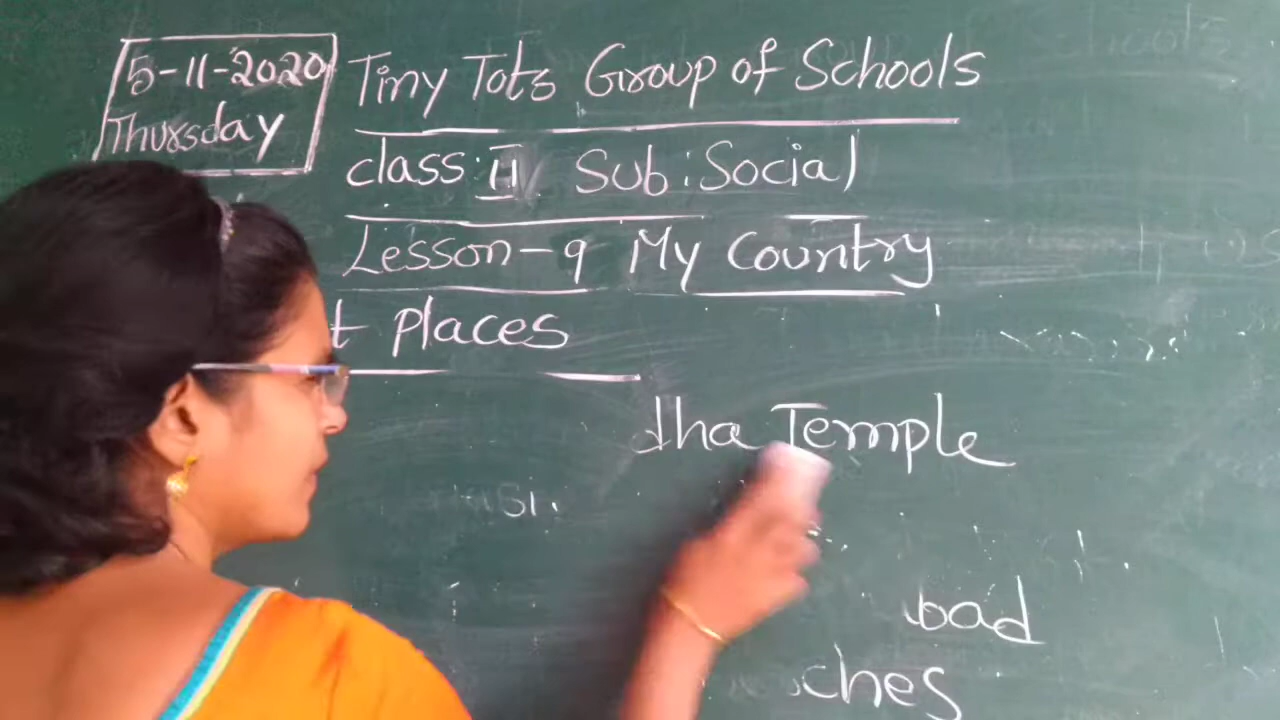 5-11-2020
Thursday
Tiny Tots Group of Schools
class: II Sub: Social
Lesson-9 My Country
t Places
dha Temple
bad
ches